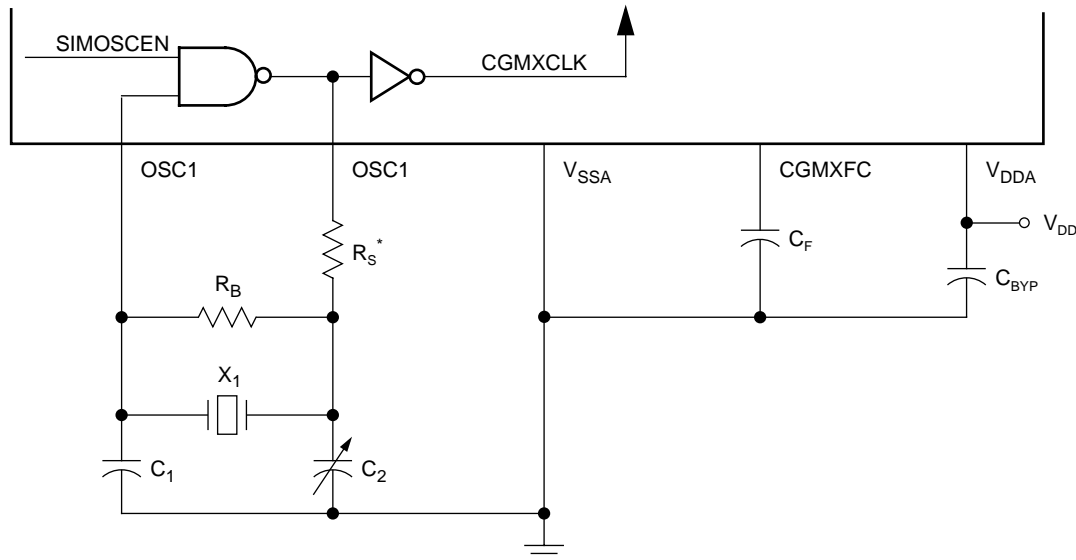 SIMOSCEN
CGMXCLK
OSC1 OSC1 VSSA CGMXFC VDDA
VDD
RS*
CF
CBYP
RB
X1
C1 C2